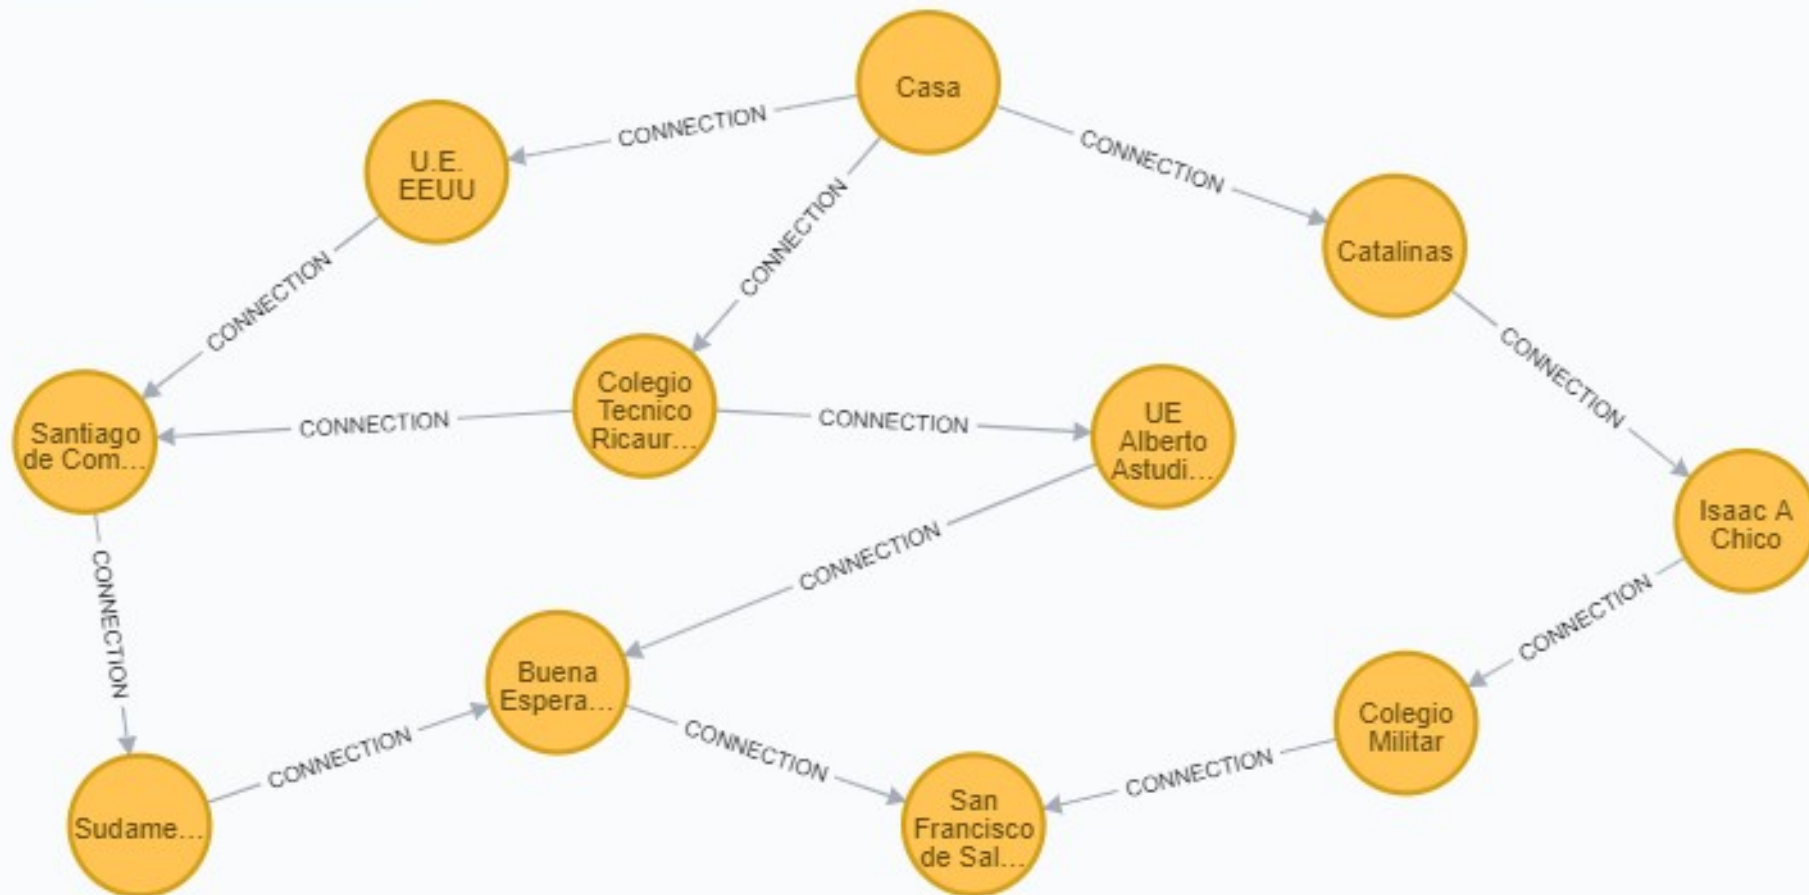 Casa
CONNECTION
U.E.
EEUU
CONNECTION
CONNECTION
Catalinas
CONNECTION
CONNECTION
Colegio
Tecnico
Ricaur...
UE
Alberto
Astudi...
CONNECTION
CONNECTION
Santiago
de Com...
Isaac A
Chico
CONNECTION
CONNECTION
CONNECTION
Buena
Espera...
Colegio
Militar
CONNECTION
CONNECTION
CONNECTION
Sudame...
San
Francisco
de Sal...